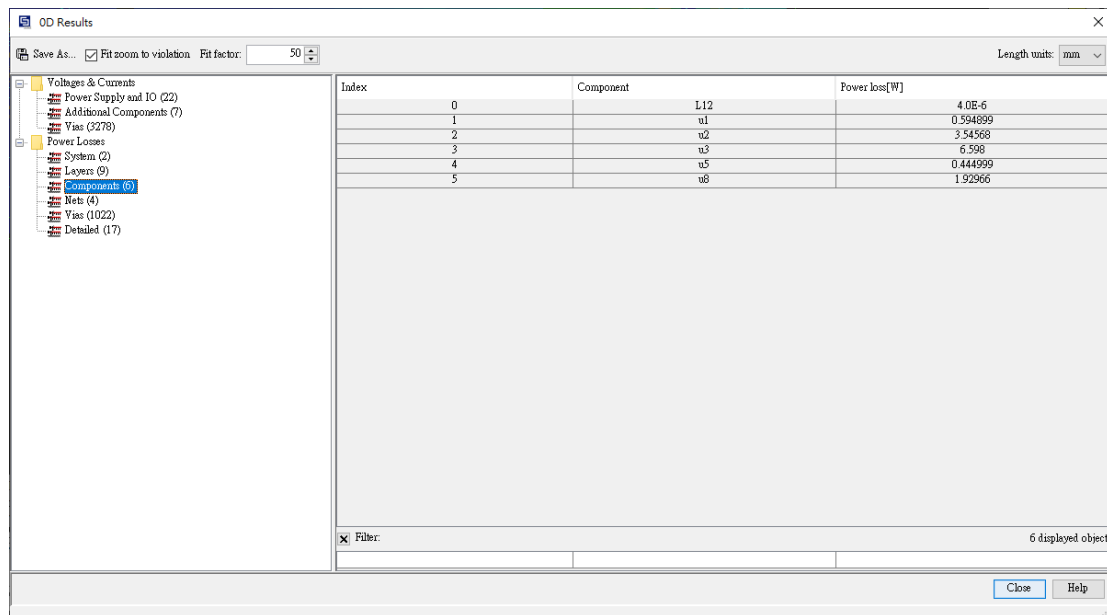 0D Results
Save As... Fit zoom to violation Fit factor: 50 Length units: mm
Voltages & Currents
Power Supply and IO (22)
Additional Components (7)
Vias (3278)
Power Losses
System (2)
Layers (9)
Components (6)
Nets (4)
Vias (1022)
Detailed (17)
Index Component Power loss[W]
0 L12 4.0E-6
1 u1 0.594899
2 u2 3.54568
3 u3 6.598
4 u5 0.444999
5 u8 1.92966
Filter: 6 displayed object
Close Help